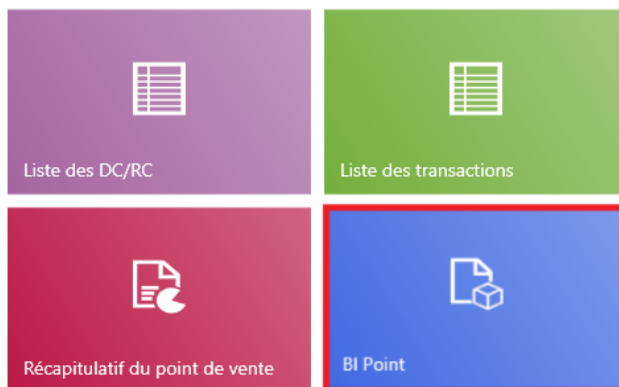 Liste des DC/RC
Liste des transactions
Récapitulatif du point de vente
BI Point